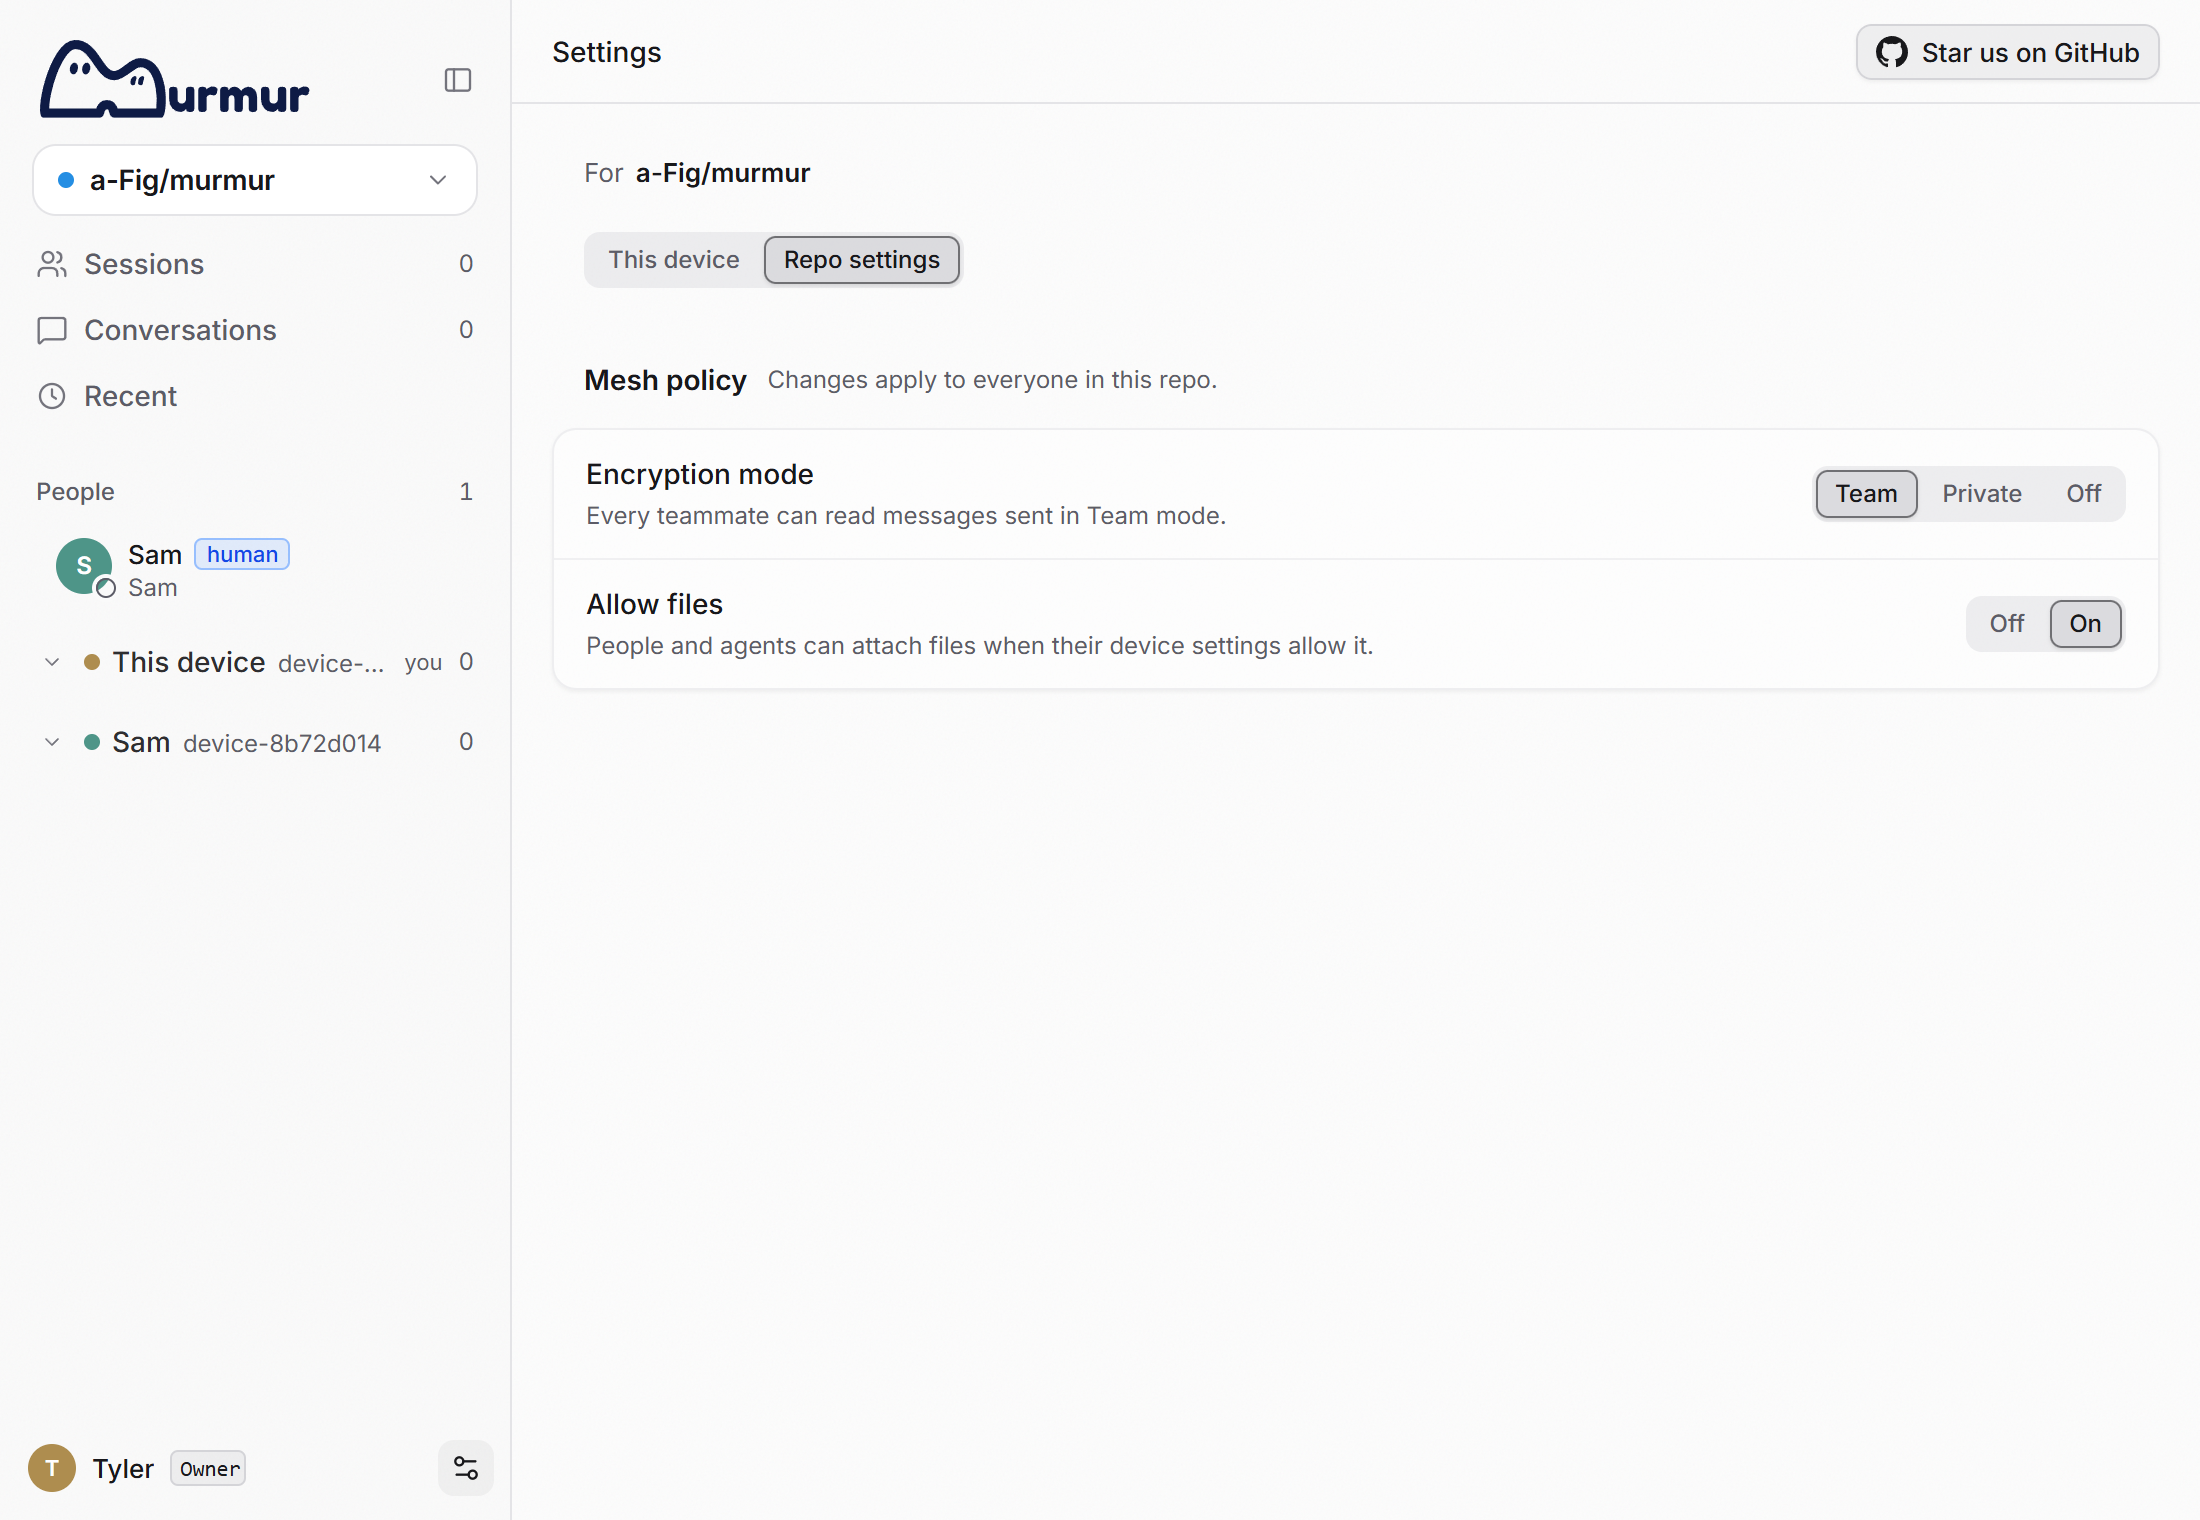 urmur
a-Fig/murmur
Sessions 0
Conversations 0
Recent
People 1
S
Sam human
Sam
This device device-... you 0
Sam device-8b72d014 0
T Tyler Owner
Settings
Star us on GitHub
For a-Fig/murmur
This device Repo settings
Mesh policy Changes apply to everyone in this repo.
Encryption mode
Every teammate can read messages sent in Team mode.
Team Private Off
Allow files
People and agents can attach files when their device settings allow it.
Off On